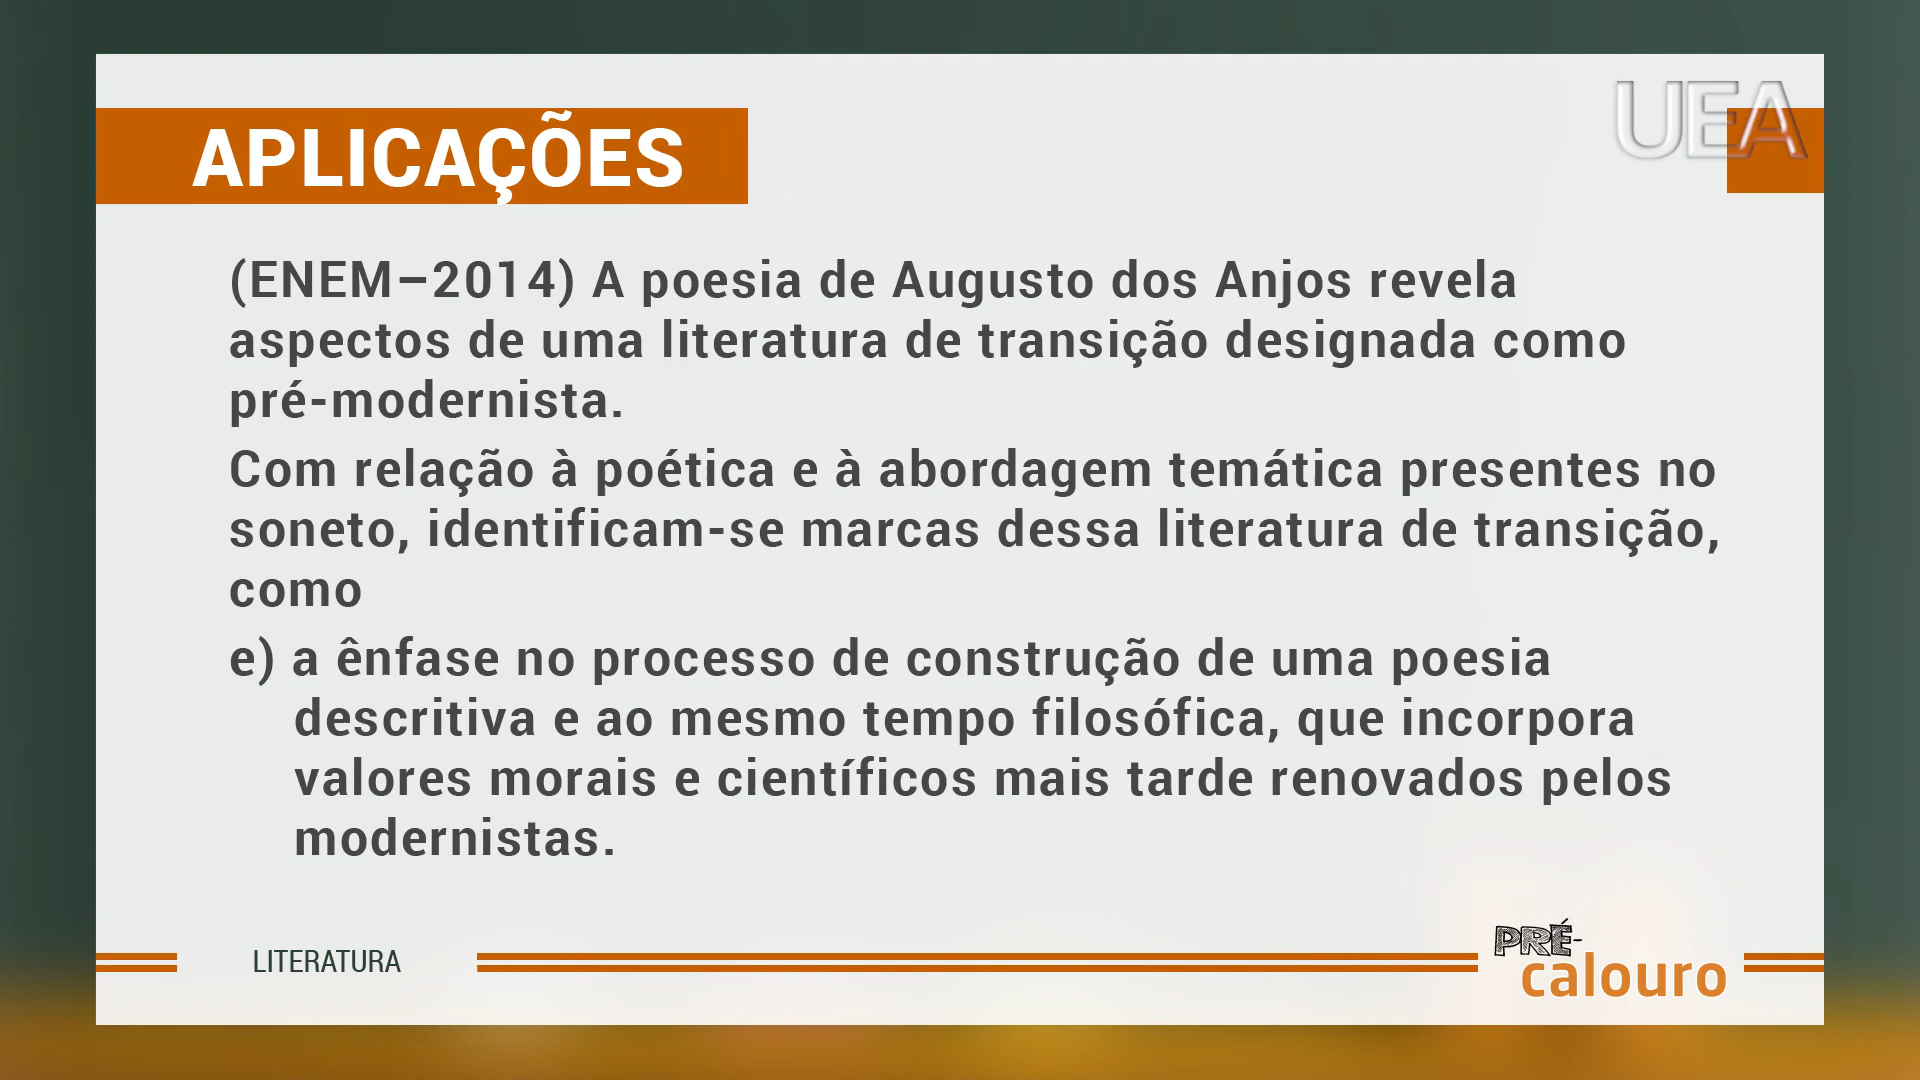 UEA
APLICAÇÕES
(ENEM–2014) A poesia de Augusto dos Anjos revela
aspectos de uma literatura de transição designada como
pré-modernista.
Com relação à poética e à abordagem temática presentes no
soneto, identificam-se marcas dessa literatura de transição,
como
e) a ênfase no processo de construção de uma poesia
descritiva e ao mesmo tempo filosófica, que incorpora
valores morais e científicos mais tarde renovados pelos
modernistas.
LITERATURA
PRÉ-
calouro